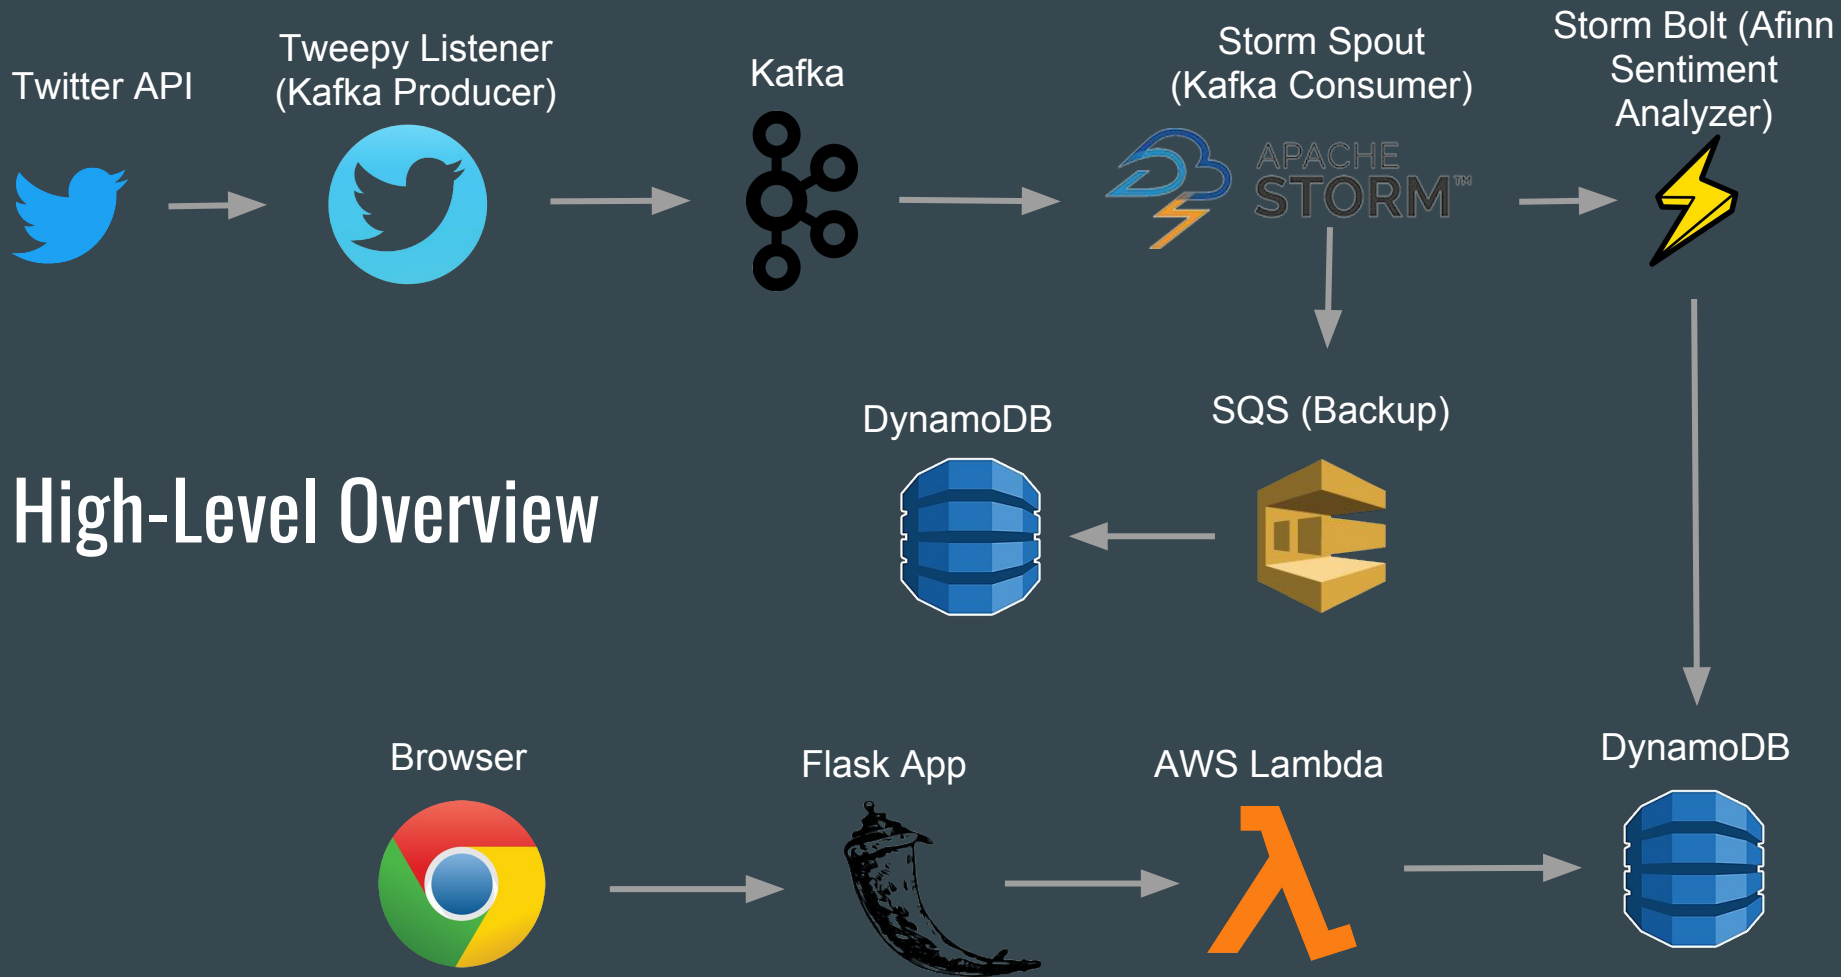 Twitter API
Tweepy Listener
(Kafka Producer)
Kafka
Storm Spout
(Kafka Consumer)
Storm Bolt (Afinn
Sentiment
Analyzer)
APACHE
STORM™
DynamoDB
SQS (Backup)
High-Level Overview
Browser
Flask App
AWS Lambda
DynamoDB